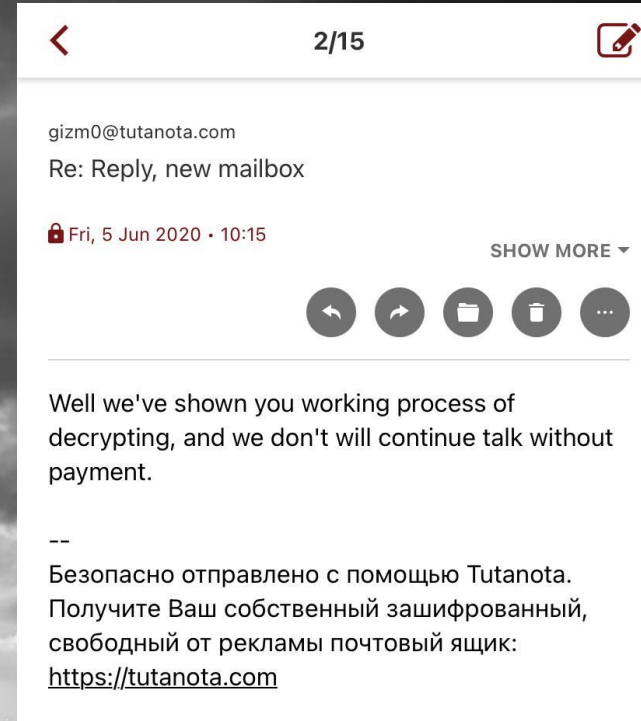 2/15
gizm0@tutanota.com
Re: Reply, new mailbox
Fri, 5 Jun 2020 • 10:15
SHOW MORE
Well we've shown you working process of
decrypting, and we don't will continue talk without
payment.
--
Безопасно отправлено с помощью Tutanota.
Получите Ваш собственный зашифрованный,
свободный от рекламы почтовый ящик:
https://tutanota.com